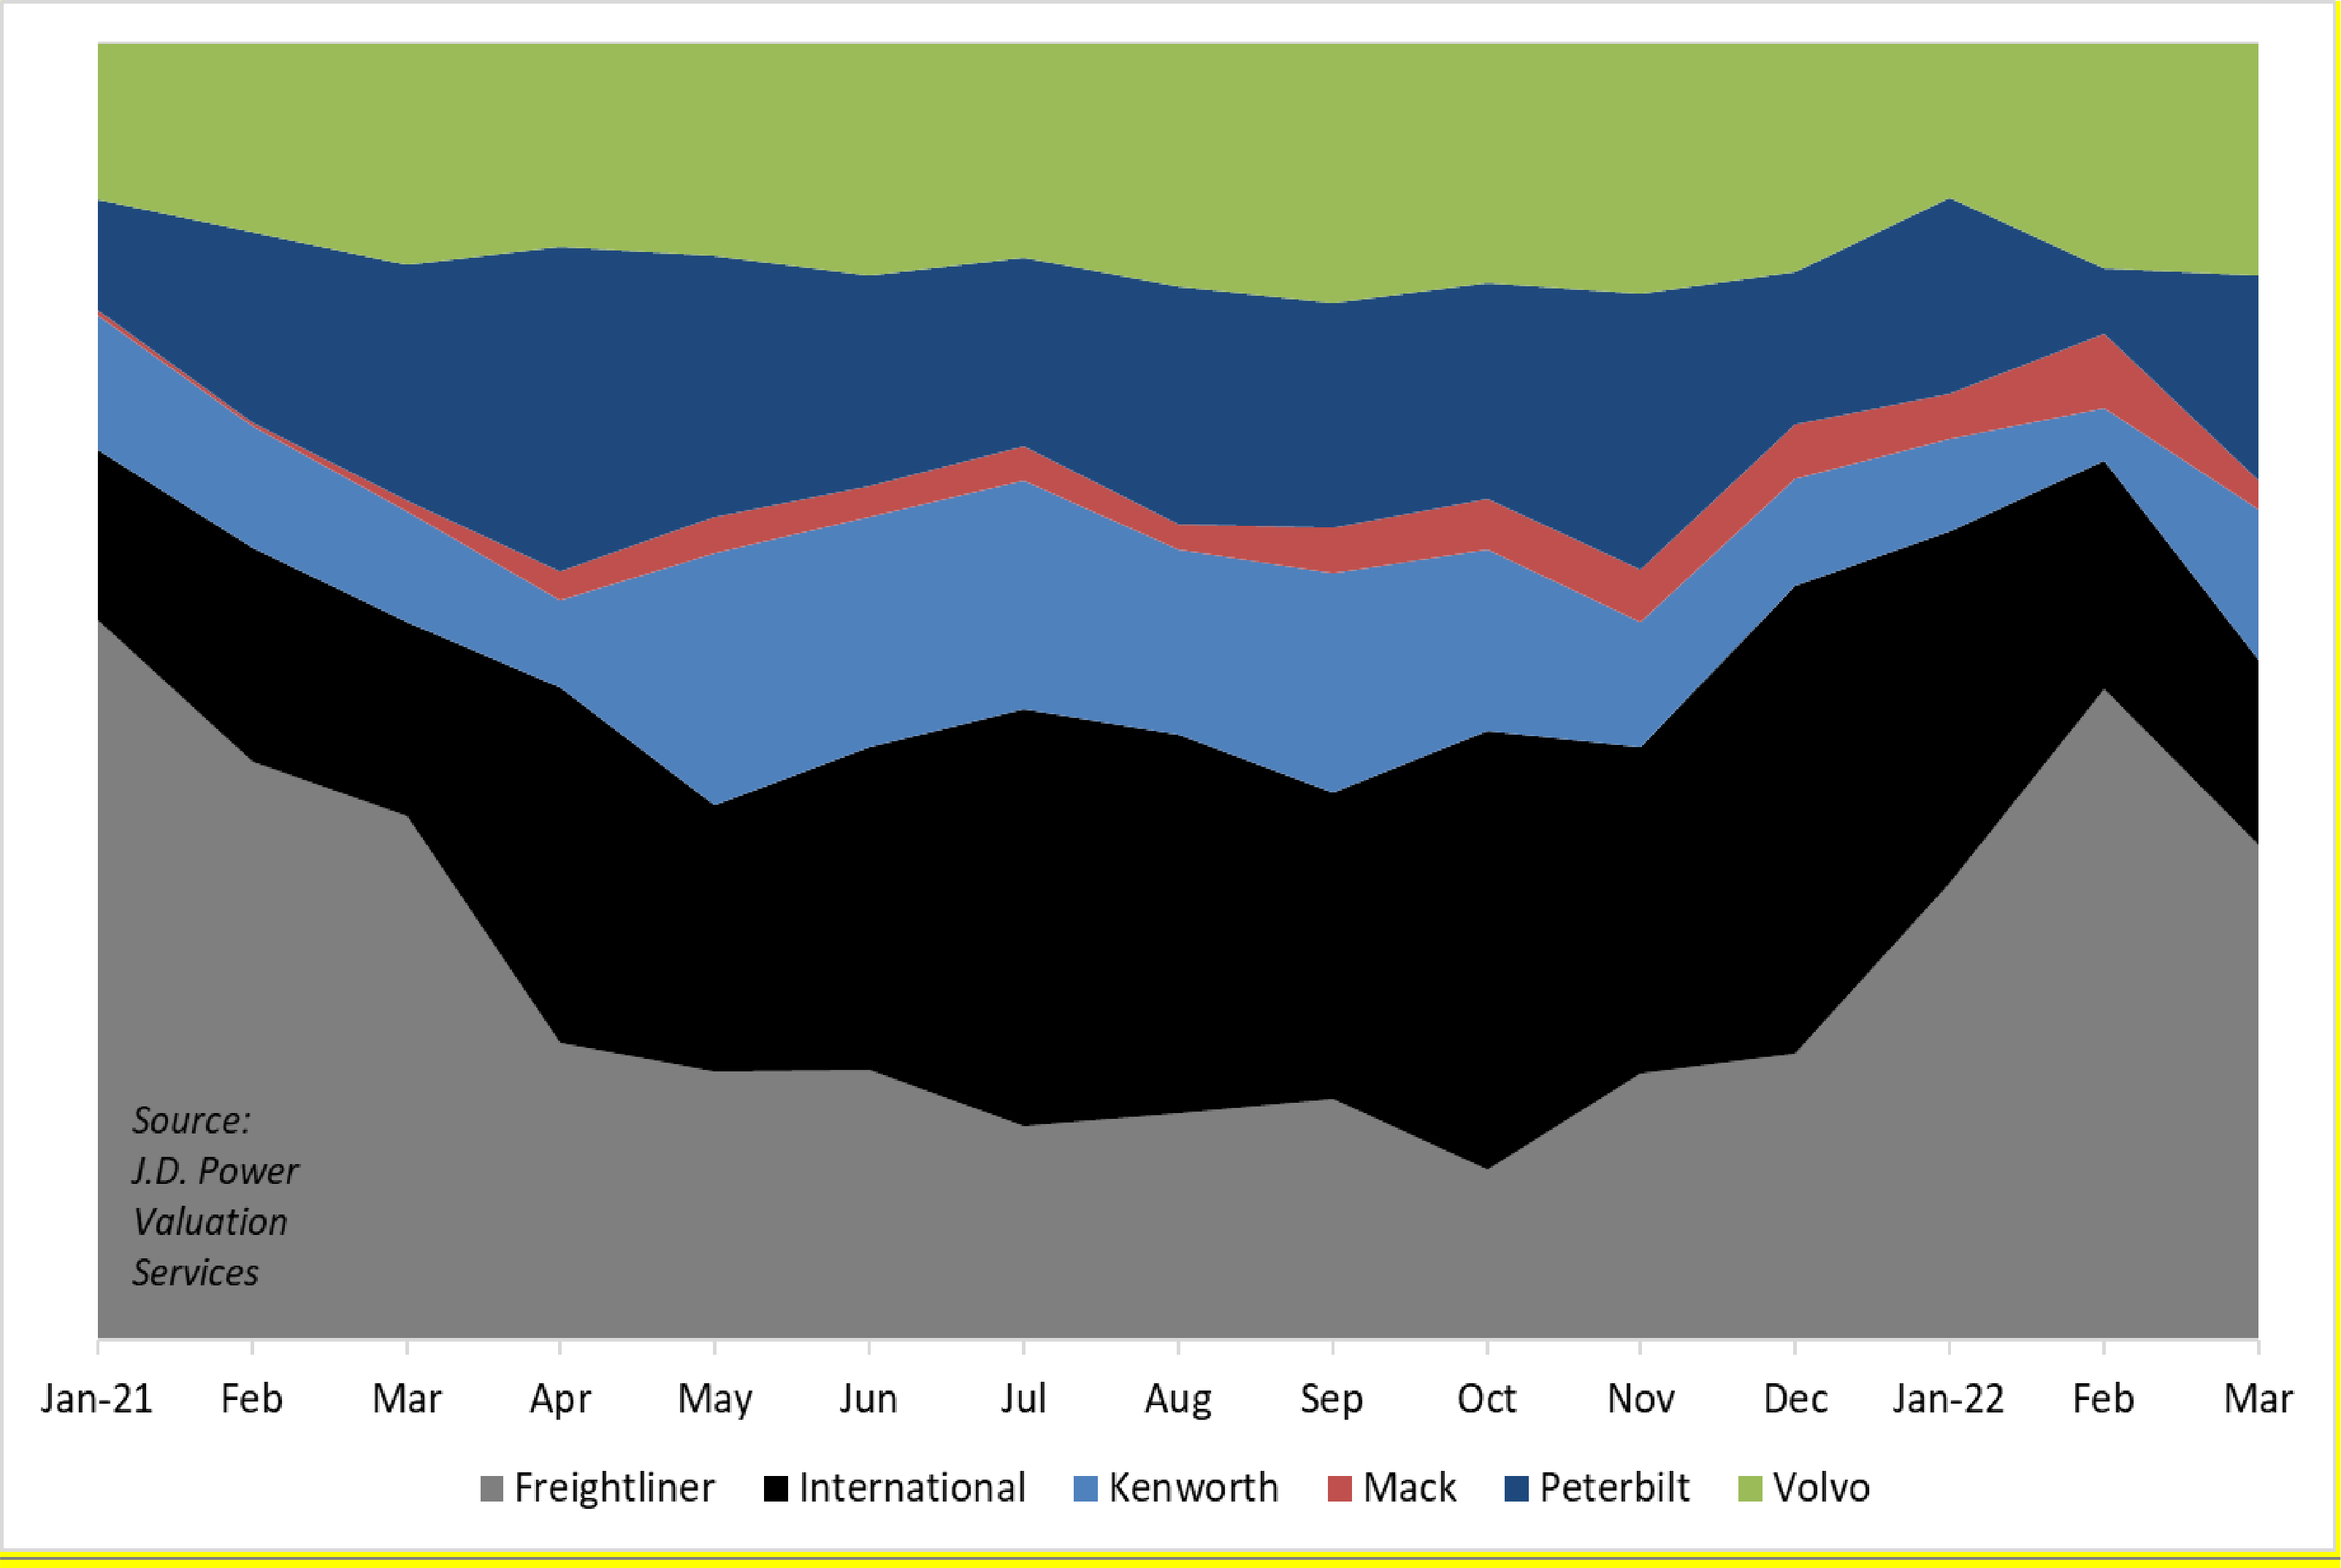 Source:
J.D. Power
Valuation
Services
Jan-21 Feb Mar Apr May Jun Jul Aug Sep Oct Nov Dec Jan-22 Feb Mar
Freightliner International Kenworth Mack Peterbilt Volvo